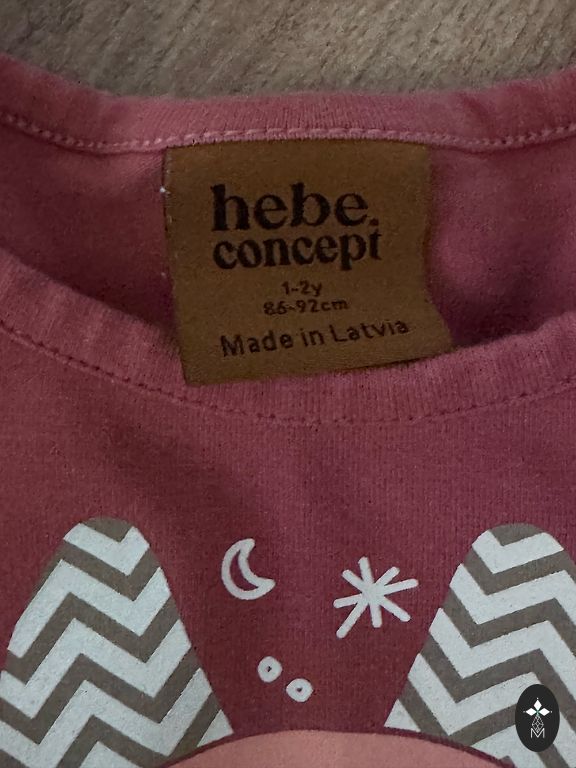 hebe.
concept
1-2y
86-92cm
Made in Latvia
M